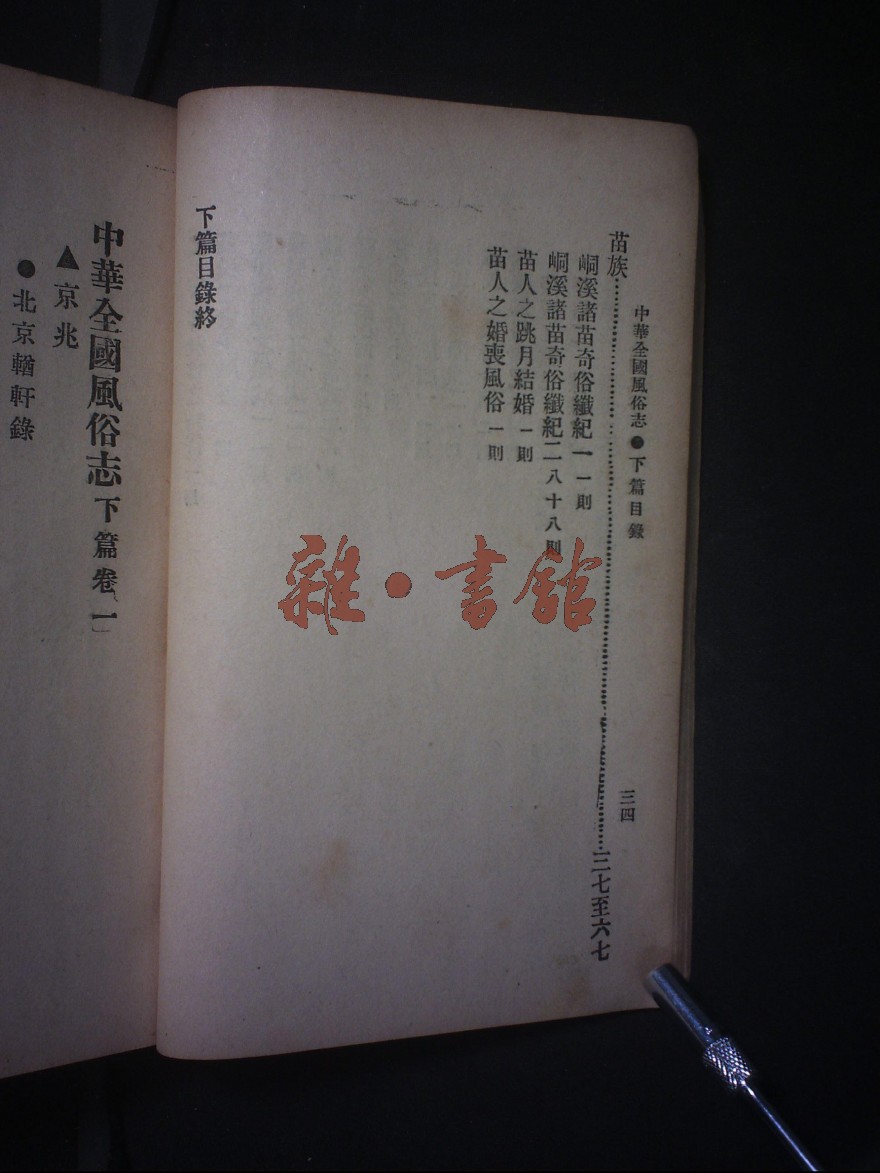 中華全國風俗志●下篇目錄
三四
苗族
三七至六七
峒溪諸苗奇俗纖紀一 一則
峒溪諸苗奇俗纖紀二 八十八則
苗人之跳月結婚 一則
苗人之婚喪風俗 一則
下篇目錄終
中華全國風俗志 下篇卷一
▲京兆
●北京輶軒錄
雜·書館